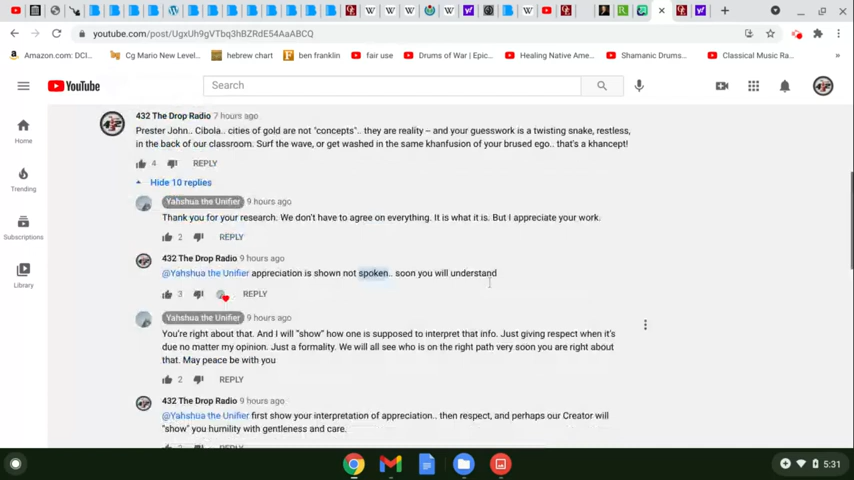 youtube.com/post/UgxUh9gVTbq3hBZRdE54AaABCQ
Amazon.com: DCI...
Cg Mario New Level...
hebrew chart
ben franklin
fair use
Drums of War | Epic...
Healing Native Ame...
Shamanic Drums...
Classical Music Ra...
YouTube
Search
Home
Trending
Subscriptions
Library
432 The Drop Radio 7 hours ago
Prester John.. Cibola.. cities of gold are not "concepts".. they are reality -- and your guesswork is a twisting snake, restless,
in the back of our classroom. Surf the wave, or get washed in the same khanfusion of your brused ego.. that's a khancept!
4 REPLY
Hide 10 replies
Yahshua the Unifier 9 hours ago
Thank you for your research. We don't have to agree on everything. It is what it is. But I appreciate your work.
2 REPLY
432 The Drop Radio 9 hours ago
@Yahshua the Unifier appreciation is shown not spoken.. soon you will understand
3 REPLY
Yahshua the Unifier 9 hours ago
You're right about that. And I will "show" how one is supposed to interpret that info. Just giving respect when it's
due no matter my opinion. Just a formality. We will all see who is on the right path very soon you are right about
that. May peace be with you
2 REPLY
432 The Drop Radio 9 hours ago
@Yahshua the Unifier first show your interpretation of appreciation.. then respect, and perhaps our Creator will
"show" you humility with gentleness and care.
5:31